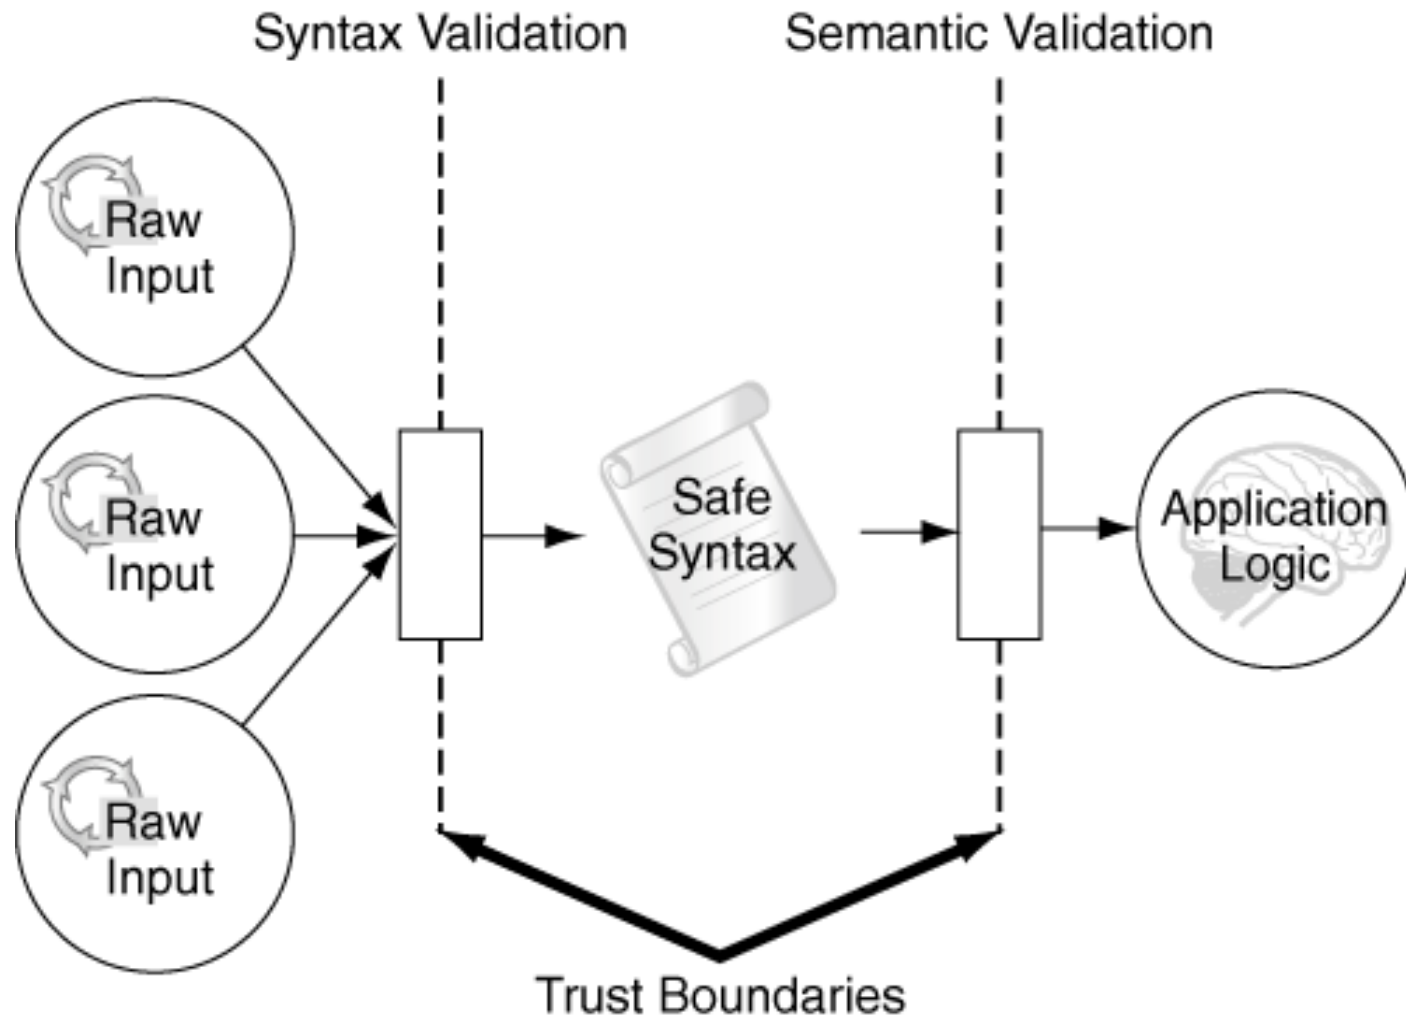 Syntax Validation
Semantic Validation
Raw
Input
Raw
Input
Safe
Syntax
Application
Logic
Raw
Input
Trust Boundaries